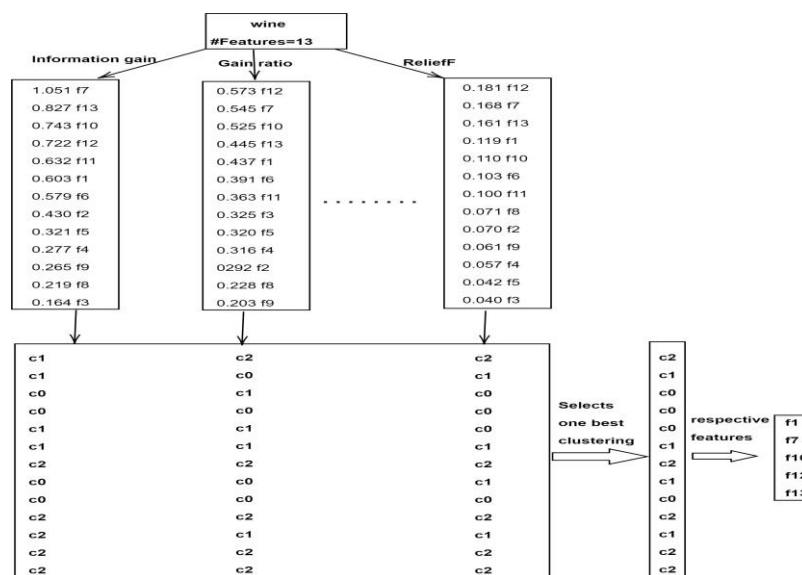 wine
#Features=13
Information gain
Gain ratio
ReliefF
1.051 f7
0.827 f13
0.743 f10
0.722 f12
0.632 f11
0.603 f1
0.579 f6
0.430 f2
0.321 f5
0.277 f4
0.265 f9
0.219 f8
0.164 f3
0.573 f12
0.545 f7
0.525 f10
0.445 f13
0.437 f1
0.391 f6
0.363 f11
0.325 f3
0.320 f5
0.316 f4
0292 f2
0.228 f8
0.203 f9
0.181 f12
0.168 f7
0.161 f13
0.119 f1
0.110 f10
0.103 f6
0.100 f11
0.071 f8
0.070 f2
0.061 f9
0.057 f4
0.042 f5
0.040 f3
c1 c2 c2
c1 c0 c1
c0 c1 c0
c0 c0 c0
c1 c1 c0
c1 c1 c1
c2 c2 c2
c0 c0 c1
c0 c0 c0
c2 c2 c2
c2 c1 c1
c2 c2 c2
c2 c2 c2
Selects
one best
clustering
c2
c1
c0
c0
c0
c1
c2
c1
c0
c2
c1
c2
c2
respective
features
f1
f7
f10
f12
f13